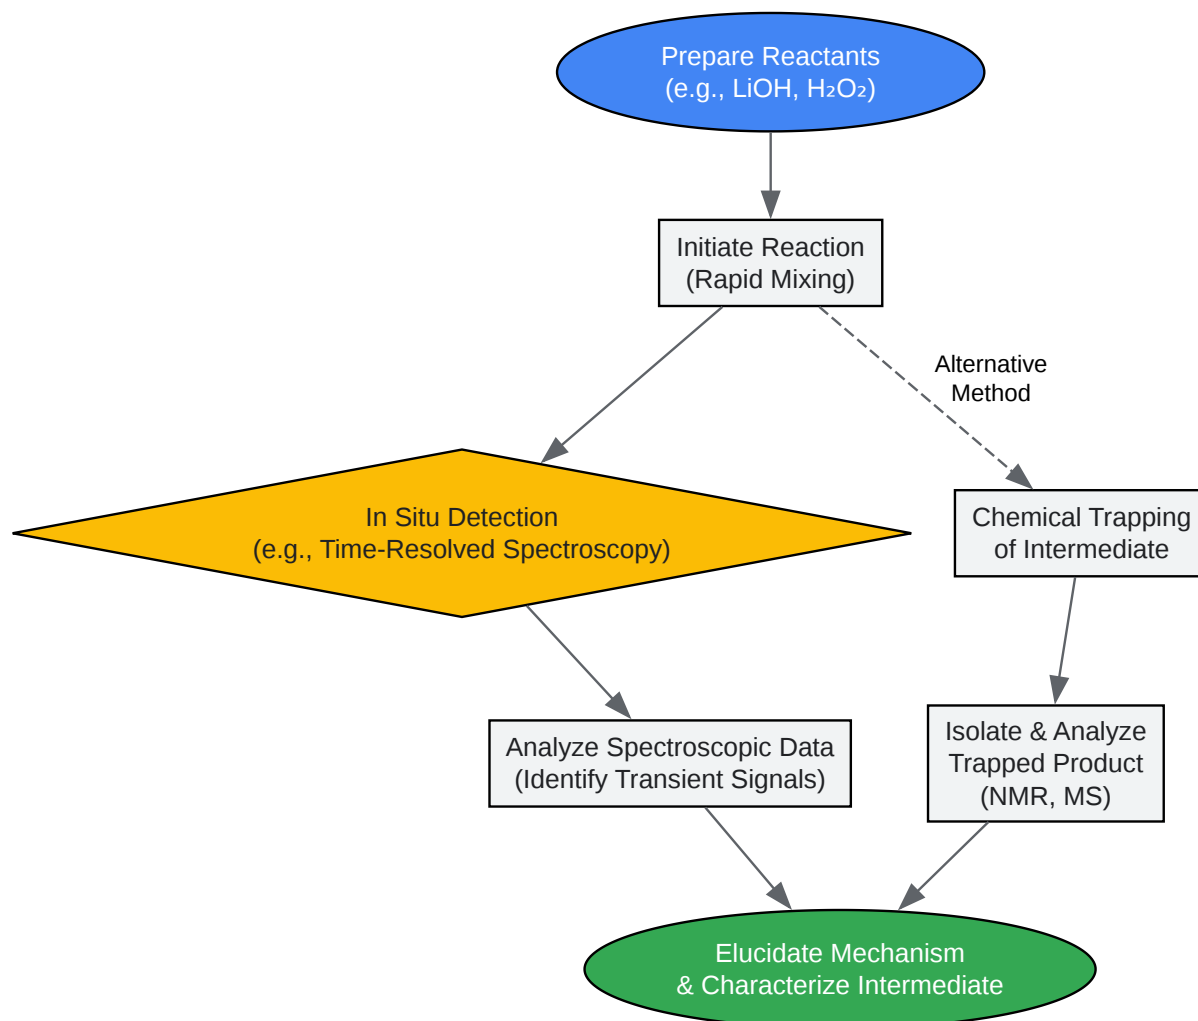 Prepare Reactants
(e.g., LiOH, H₂O₂)
Initiate Reaction
(Rapid Mixing)
Alternative
Method
In Situ Detection
(e.g., Time-Resolved Spectroscopy)
Chemical Trapping
of Intermediate
Analyze Spectroscopic Data
(Identify Transient Signals)
Isolate & Analyze
Trapped Product
(NMR, MS)
Elucidate Mechanism
& Characterize Intermediate